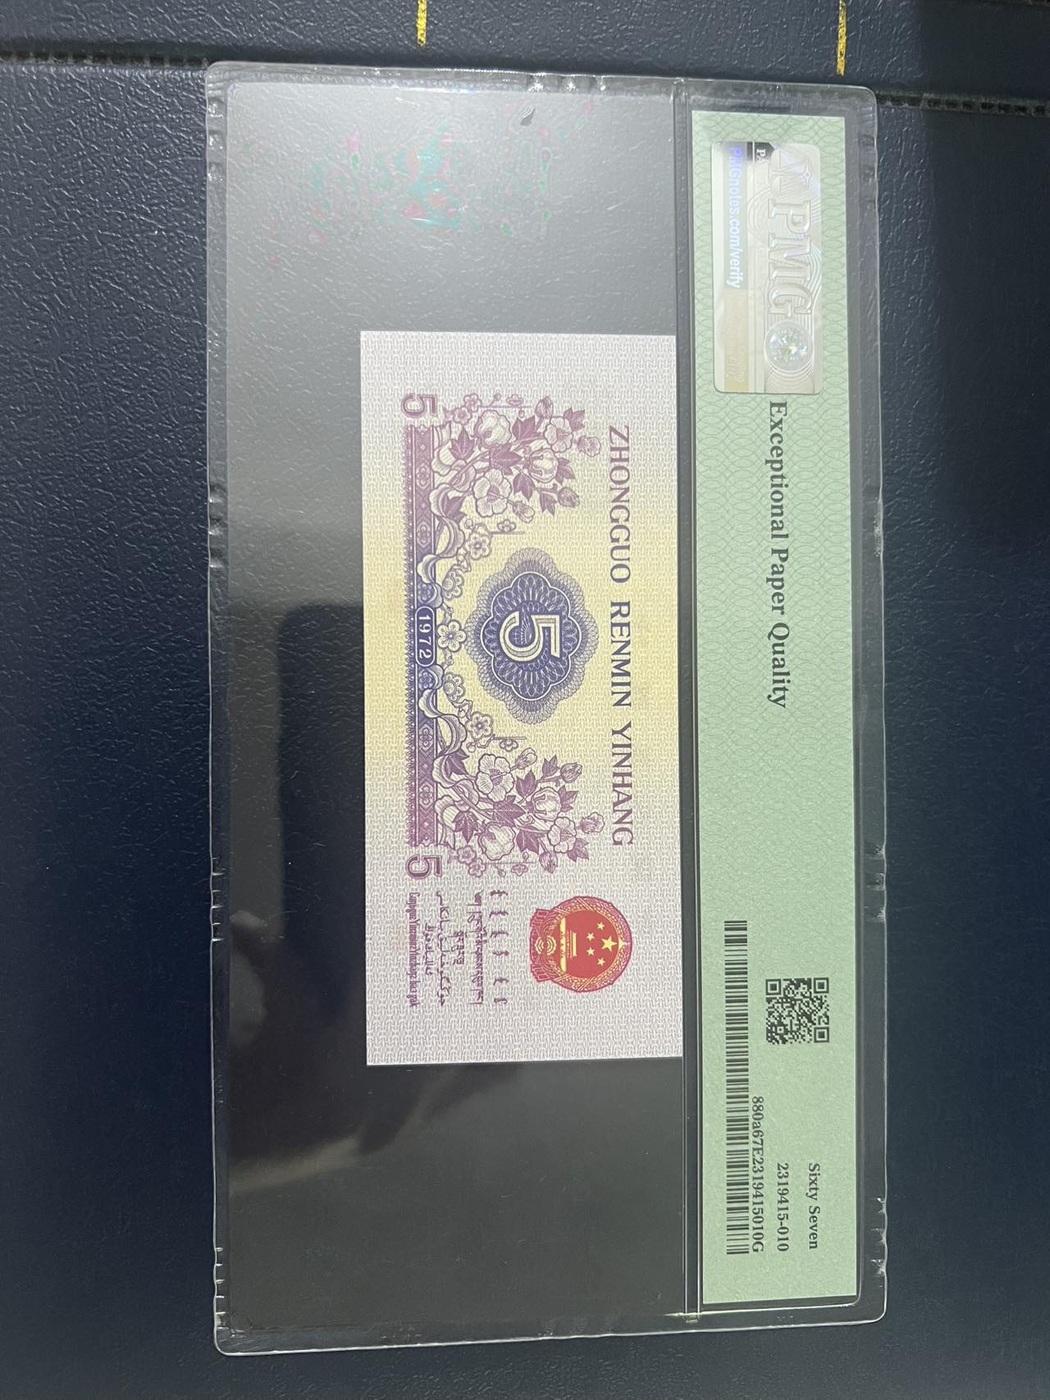 PMG
PMGnotes.com/verify
Exceptional Paper Quality
Sixty Seven
2319415-010
880a67E2319415010G
ZHONGGUO RENMIN YINHANG
5
1972
5
5